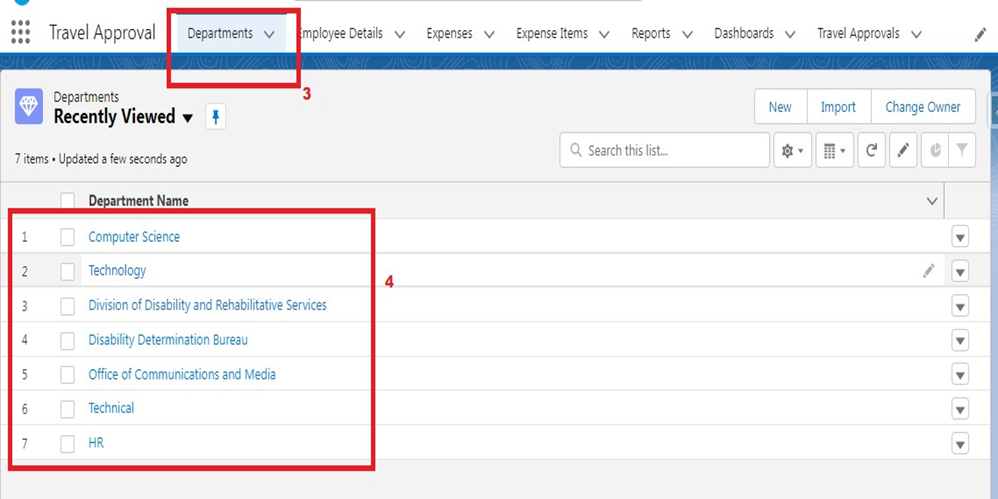 Travel Approval Departments Employee Details Expenses Expense Items Reports Dashboards Travel Approvals
3
Departments
Recently Viewed
New Import Change Owner
7 items • Updated a few seconds ago
Search this list...
Department Name
1 Computer Science
2 Technology
4
3 Division of Disability and Rehabilitative Services
4 Disability Determination Bureau
5 Office of Communications and Media
6 Technical
7 HR